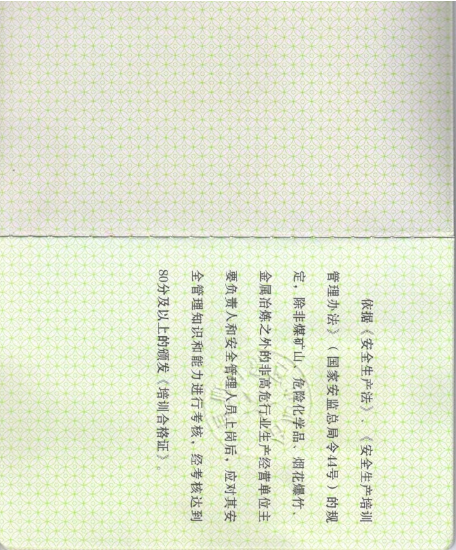 依据《安全生产法》、《安全生产培训
管理办法》（国家安监总局令44号）的规
定，除非煤矿山、危险化学品、烟花爆竹、
金属冶炼之外的非高危行业生产经营单位主
要负责人和安全管理人员上岗后，应对其安
全管理知识和能力进行考核，经考核达到
80分及以上的颁发《培训合格证》